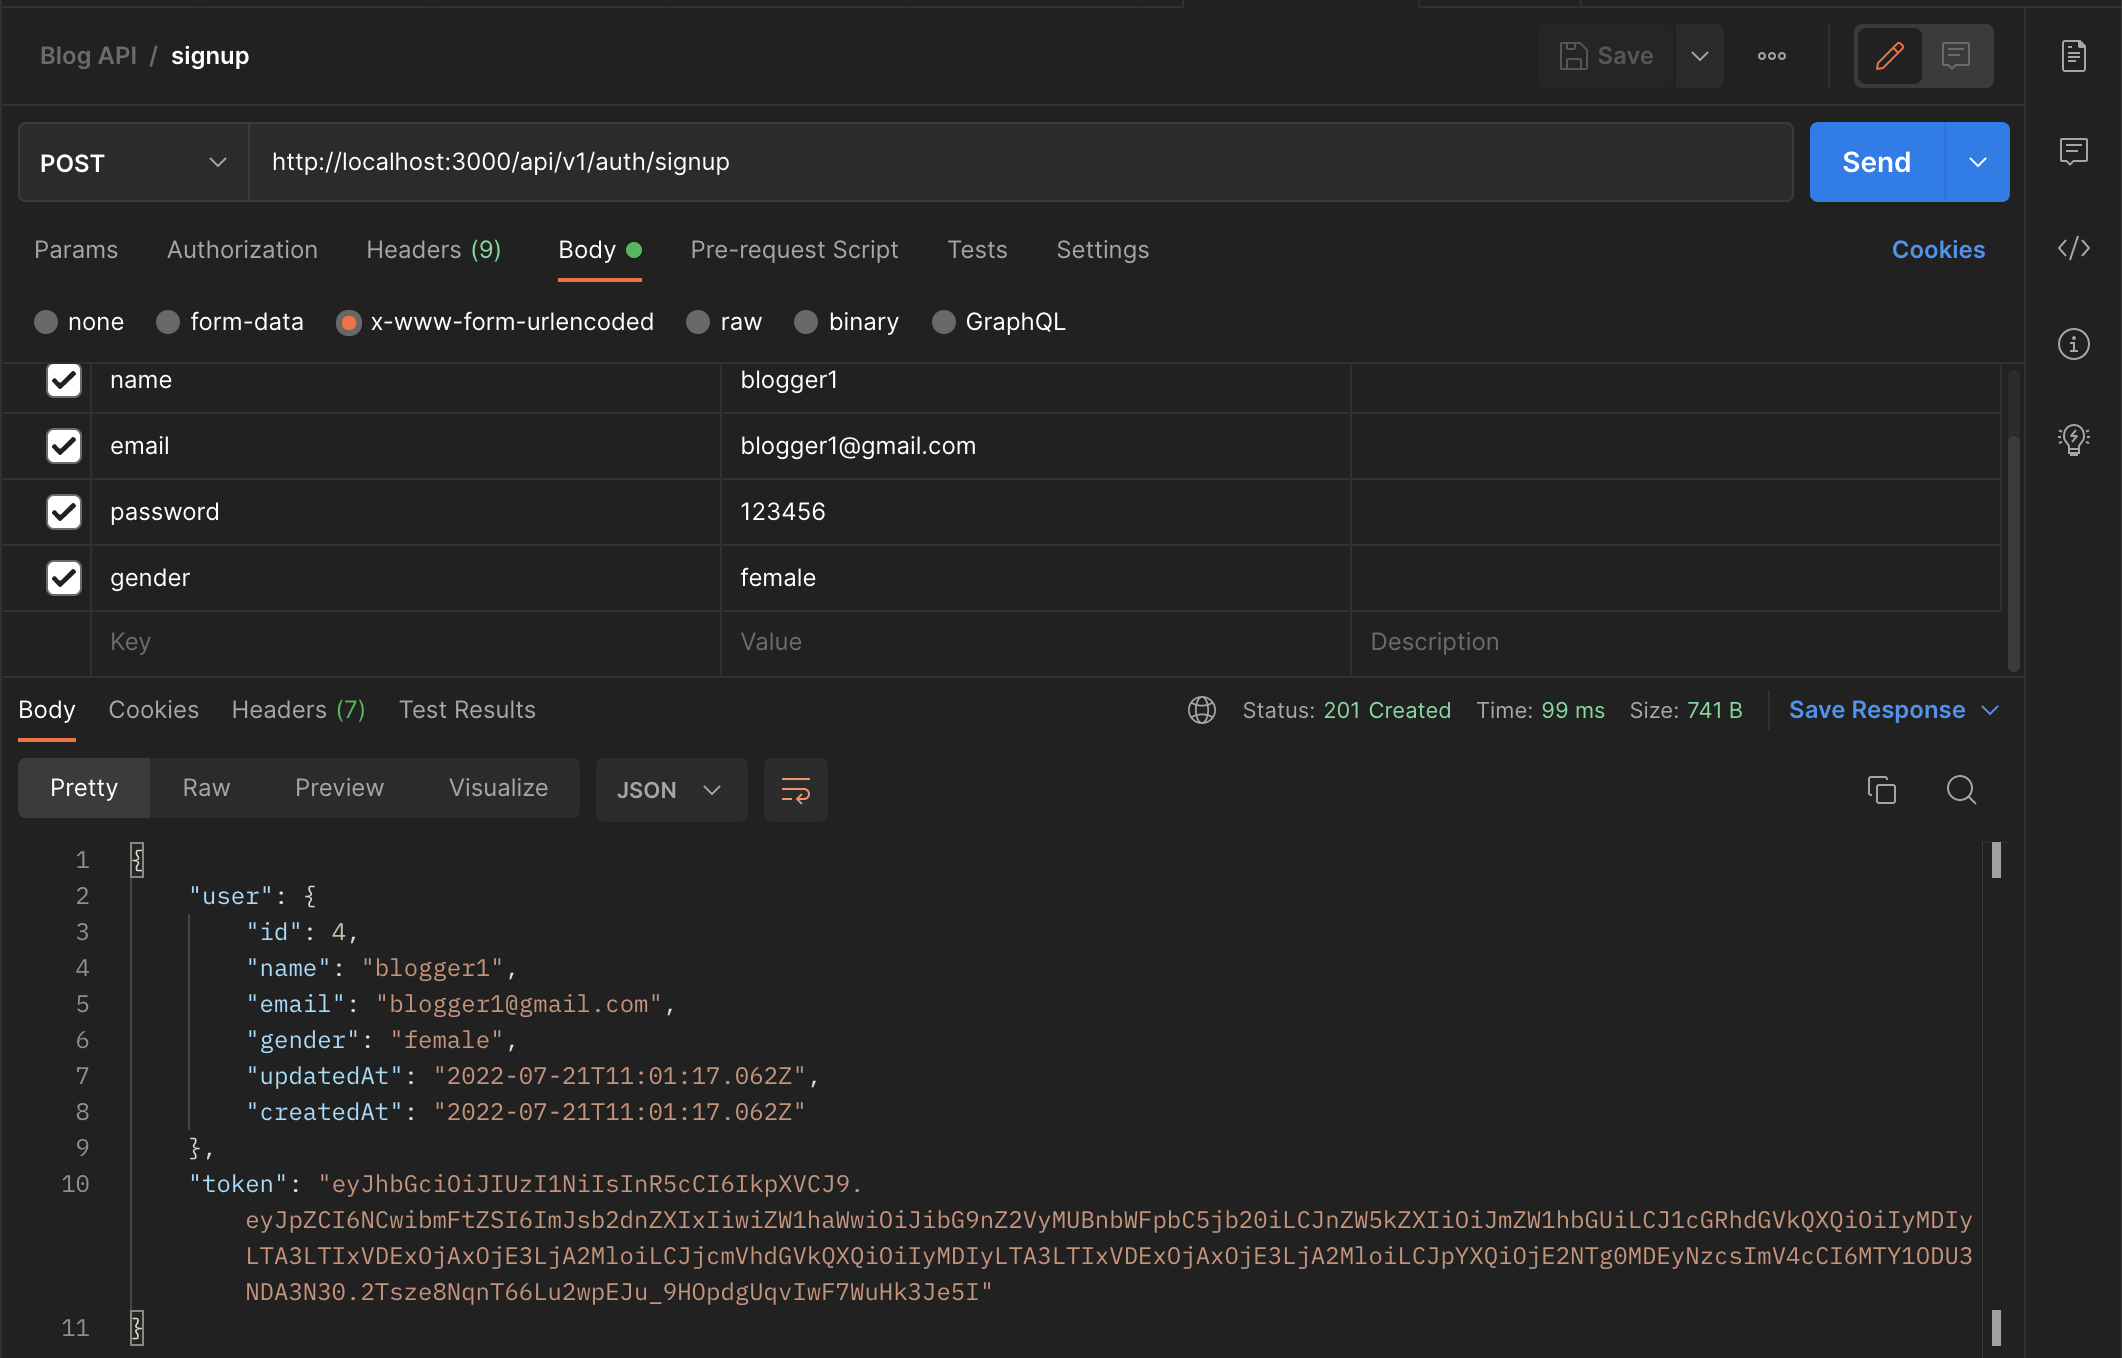 Blog API / signup
Save
POST
http://localhost:3000/api/v1/auth/signup
Send
Params Authorization Headers (9) Body Pre-request Script Tests Settings Cookies
none form-data x-www-form-urlencoded raw binary GraphQL
name blogger1
email blogger1@gmail.com
password 123456
gender female
Key Value Description
Body Cookies Headers (7) Test Results Status: 201 Created Time: 99 ms Size: 741 B Save Response
Pretty Raw Preview Visualize JSON
1 {
2 "user": {
3 "id": 4,
4 "name": "blogger1",
5 "email": "blogger1@gmail.com",
6 "gender": "female",
7 "updatedAt": "2022-07-21T11:01:17.062Z",
8 "createdAt": "2022-07-21T11:01:17.062Z"
9 },
10 "token": "eyJhbGciOiJIUzI1NiIsInR5cCI6IkpXVCJ9.
eyJpZCI6NCwibmFtZSI6ImJsb2dnZXIxIiwiZW1haWwiOiJibG9nZ2VyMUBnbWFpbC5jb20iLCJnZW5kZXIiOiJmZW1hbGUiLCJ1cGRhdGVkQXQiOiIyMDIy
LTA3LTIxVDExOjAxOjE3LjA2MloiLCJjcmVhdGVkQXQiOiIyMDIyLTA3LTIxVDExOjAxOjE3LjA2MloiLCJpYXQiOjE2NTg0MDEyNzcsImV4cCI6MTY1ODU3
NDA3N30.2Tsze8NqnT66Lu2wpEJu_9HOpdgUqvIwF7WuHk3Je5I"
11 }